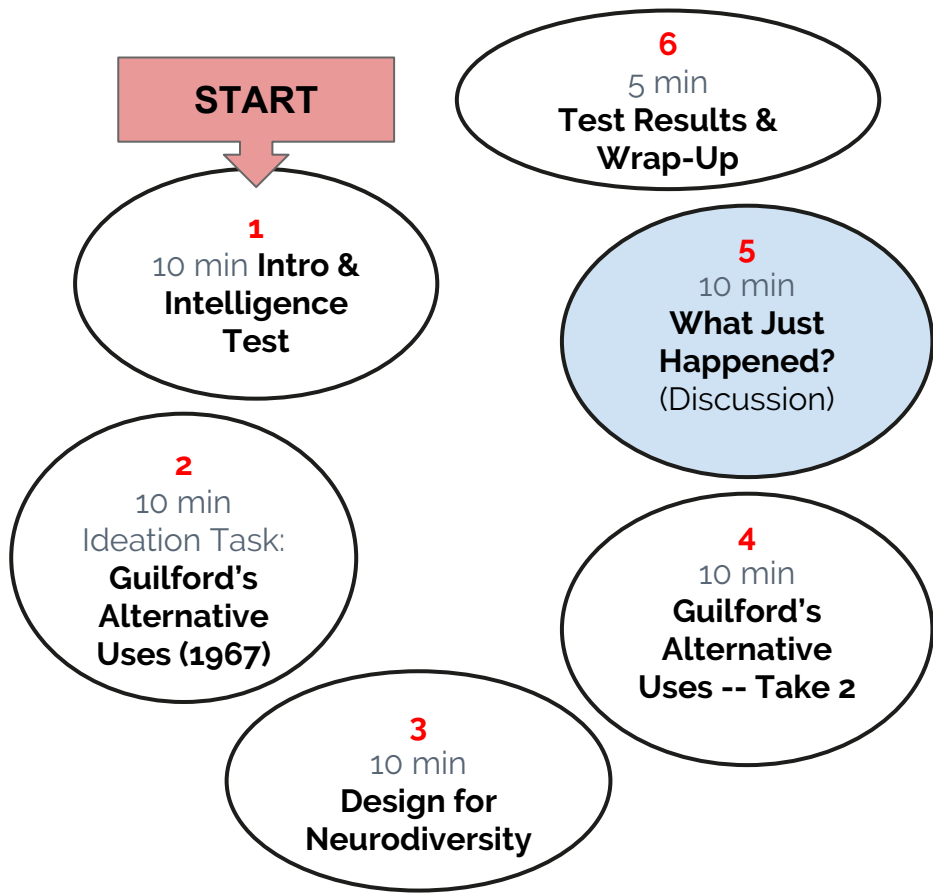 START
1
10 min Intro &
Intelligence
Test
2
10 min
Ideation Task:
Guilford’s
Alternative
Uses (1967)
3
10 min
Design for
Neurodiversity
4
10 min
Guilford’s
Alternative
Uses -- Take 2
5
10 min
What Just
Happened?
(Discussion)
6
5 min
Test Results &
Wrap-Up